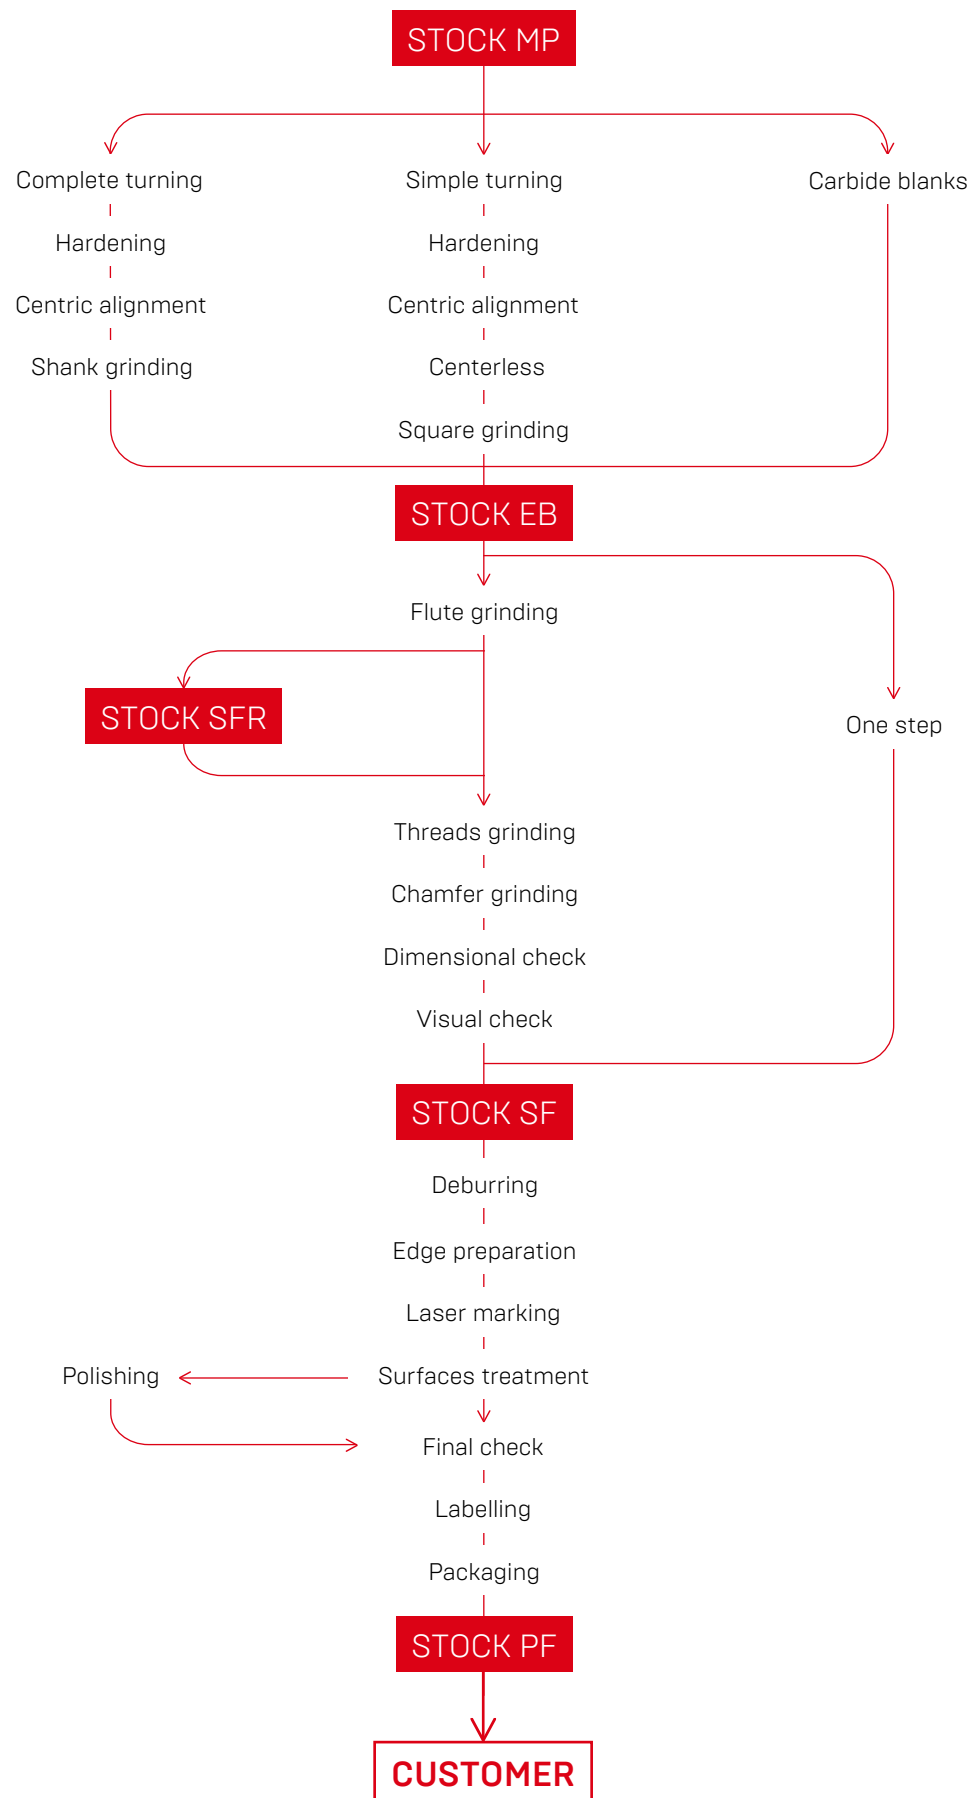 STOCK MP
Complete turning
Simple turning
Carbide blanks
Hardening
Hardening
Centric alignment
Centric alignment
Shank grinding
Centerless
Square grinding
STOCK EB
Flute grinding
STOCK SFR
One step
Threads grinding
Chamfer grinding
Dimensional check
Visual check
STOCK SF
Deburring
Edge preparation
Laser marking
Polishing
Surfaces treatment
Final check
Labelling
Packaging
STOCK PF
CUSTOMER